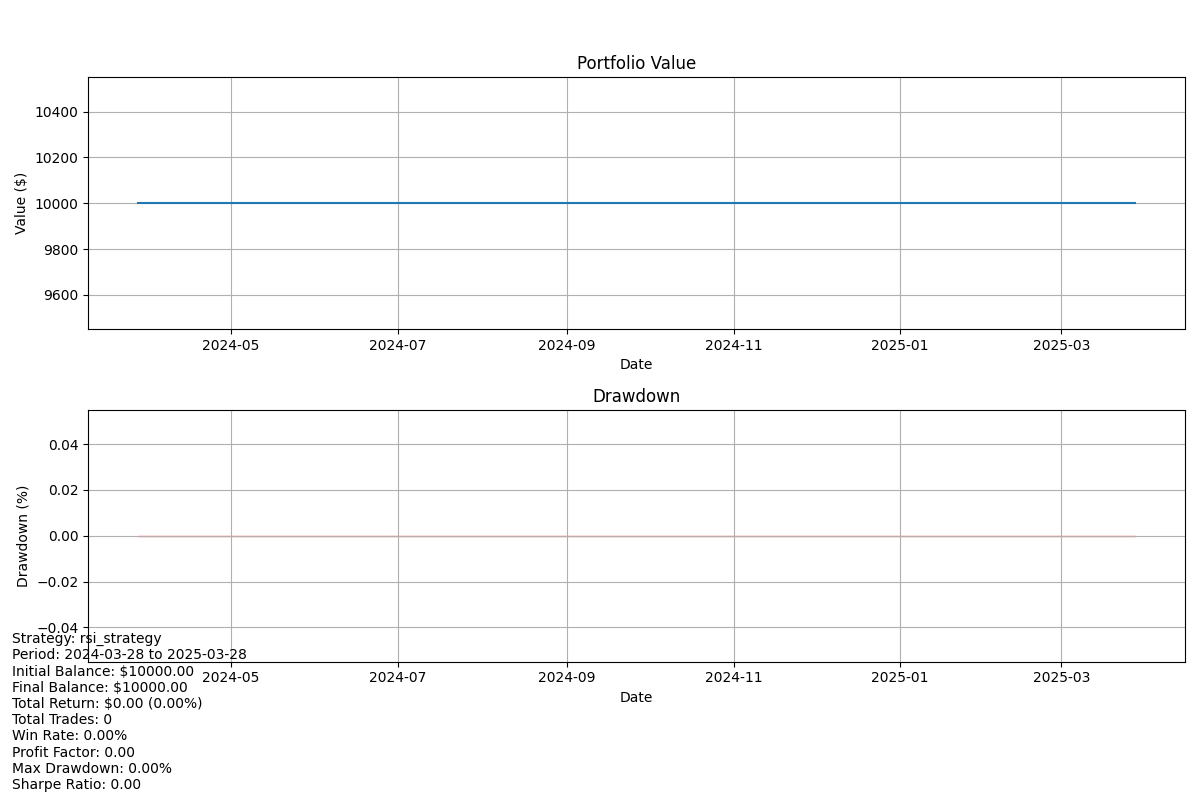 Portfolio Value
10400
10200
10000
9800
9600
Value ($)
2024-05 2024-07 2024-09 2024-11 2025-01 2025-03
Date
Drawdown
0.04
0.02
0.00
−0.02
−0.04
Drawdown (%)
2024-05 2024-07 2024-09 2024-11 2025-01 2025-03
Date
Strategy: rsi_strategy
Period: 2024-03-28 to 2025-03-28
Initial Balance: $10000.00
Final Balance: $10000.00
Total Return: $0.00 (0.00%)
Total Trades: 0
Win Rate: 0.00%
Profit Factor: 0.00
Max Drawdown: 0.00%
Sharpe Ratio: 0.00